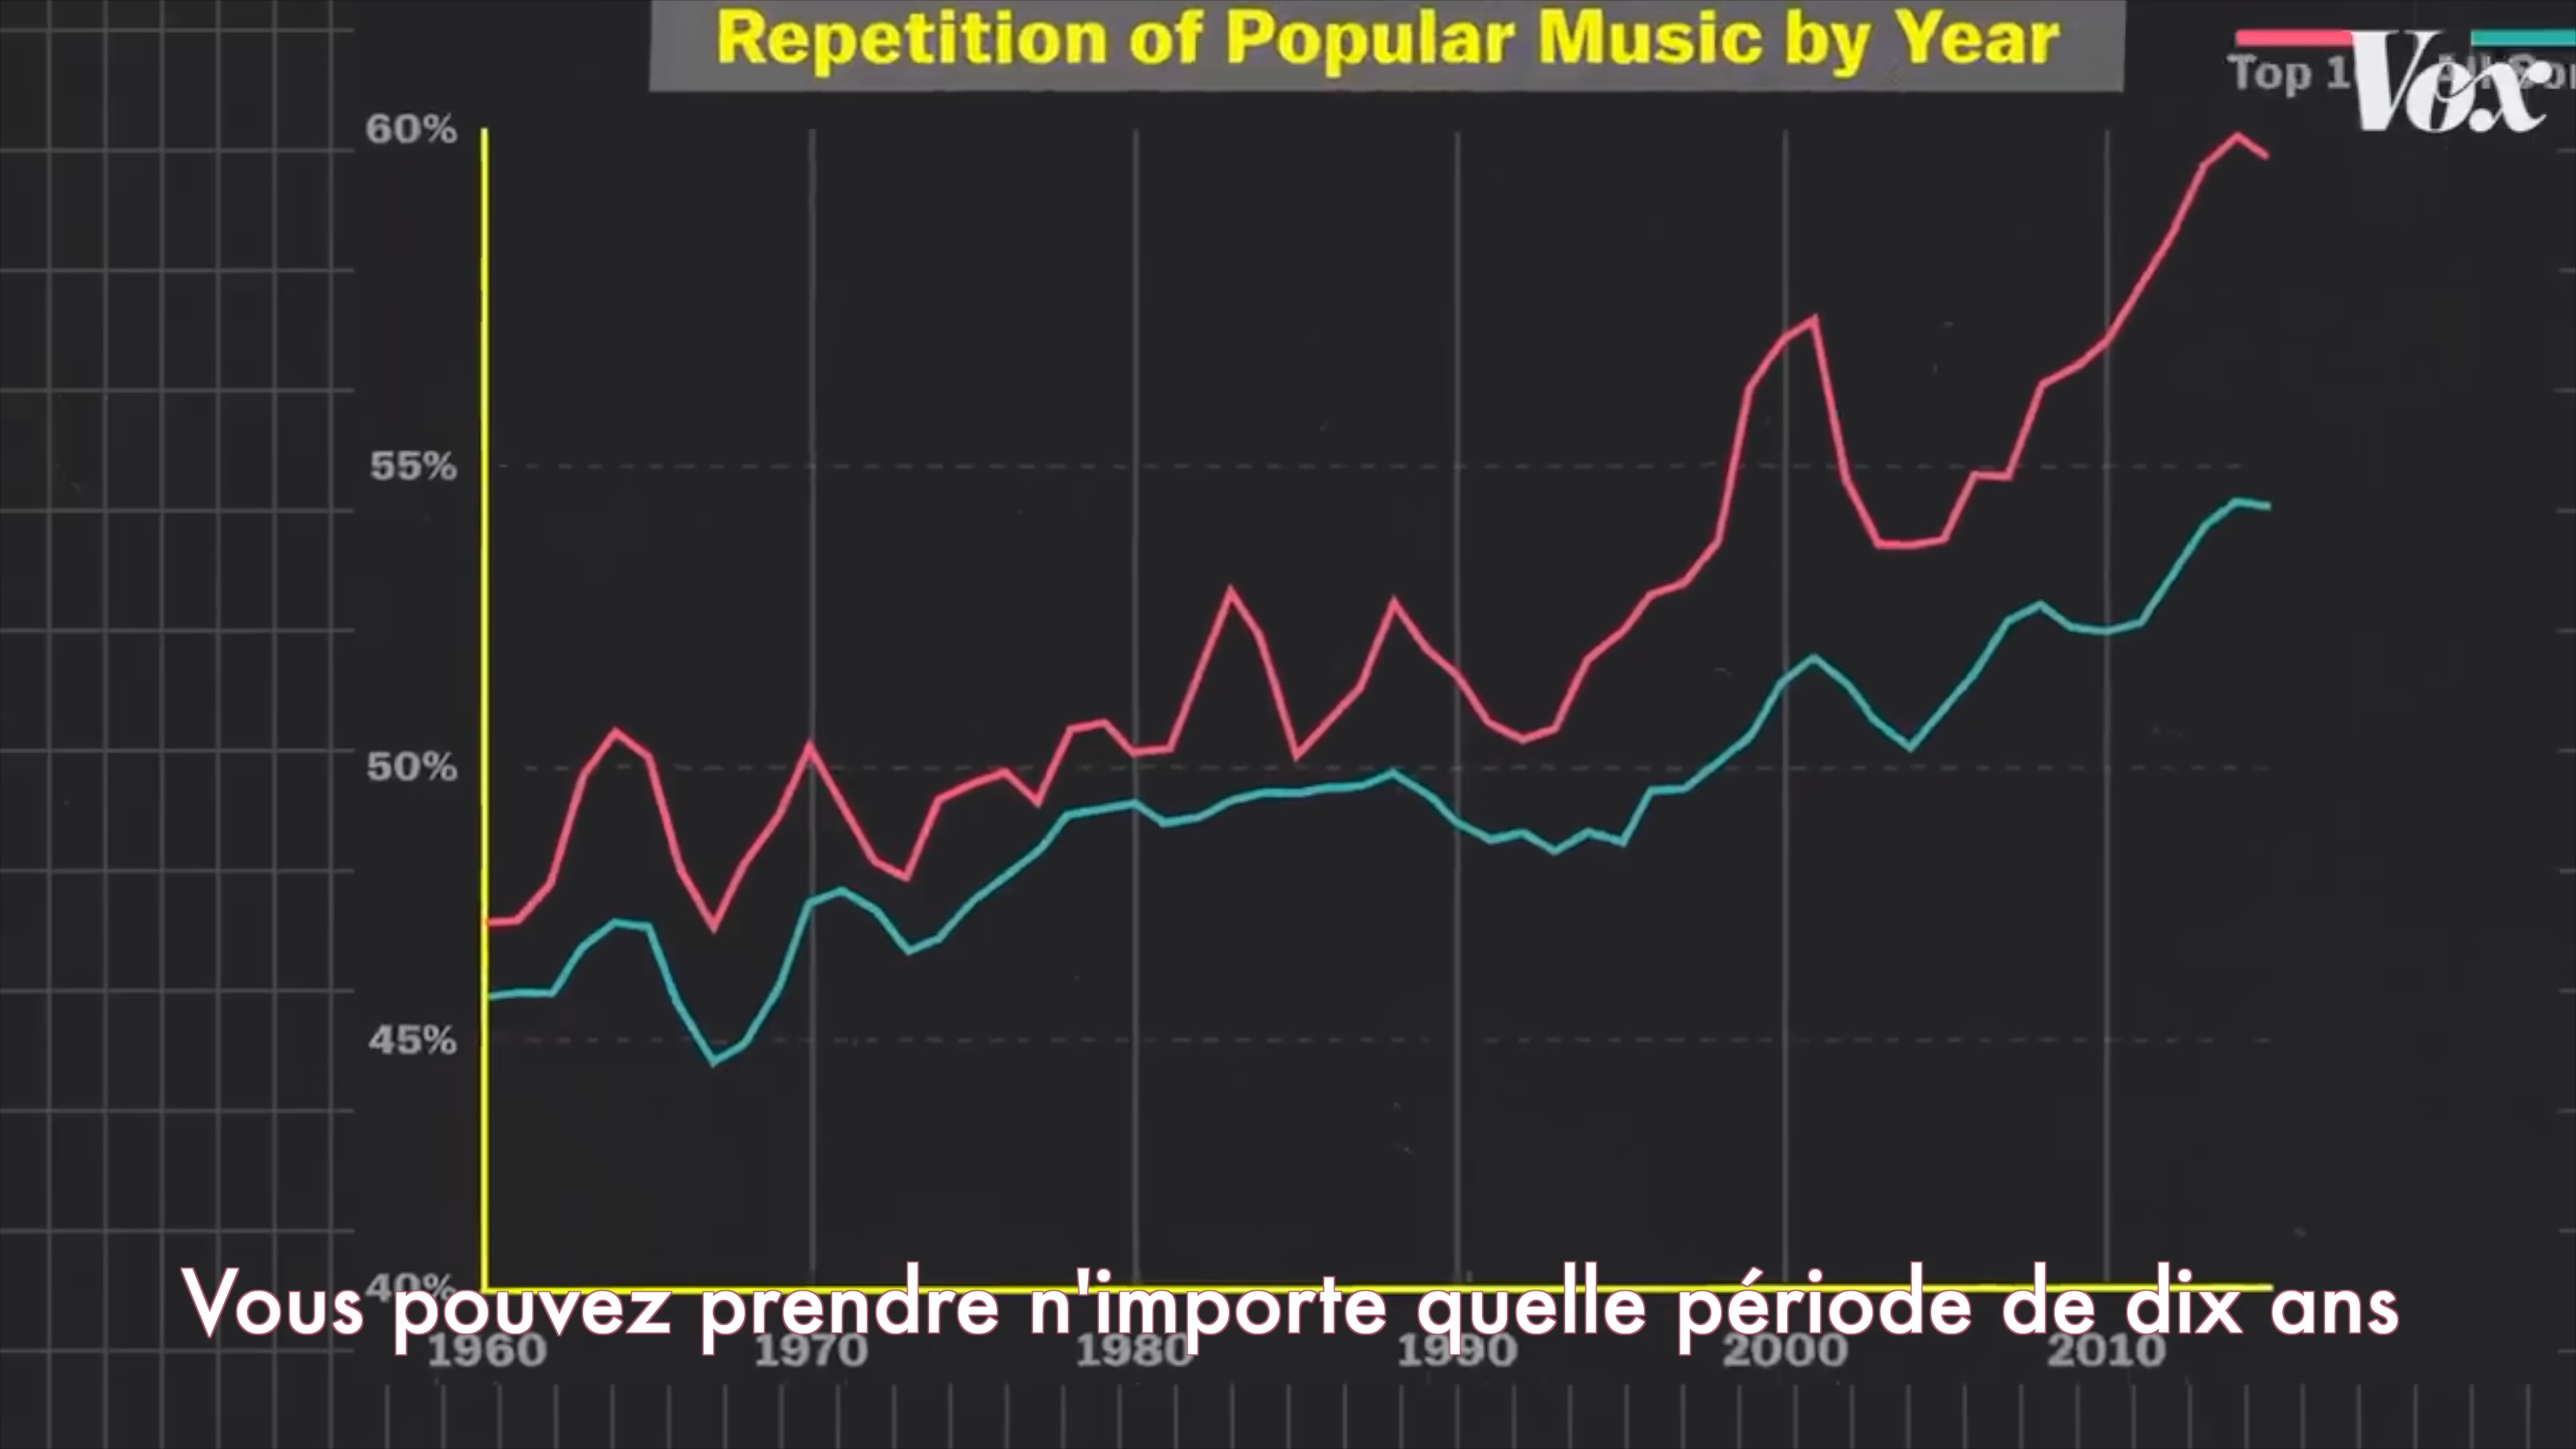 Repetition of Popular Music by Year
Vox
Top
60%
55%
50%
45%
40%
Vous pouvez prendre n'importe quelle période de dix ans
1960 1970 1980 1990 2000 2010